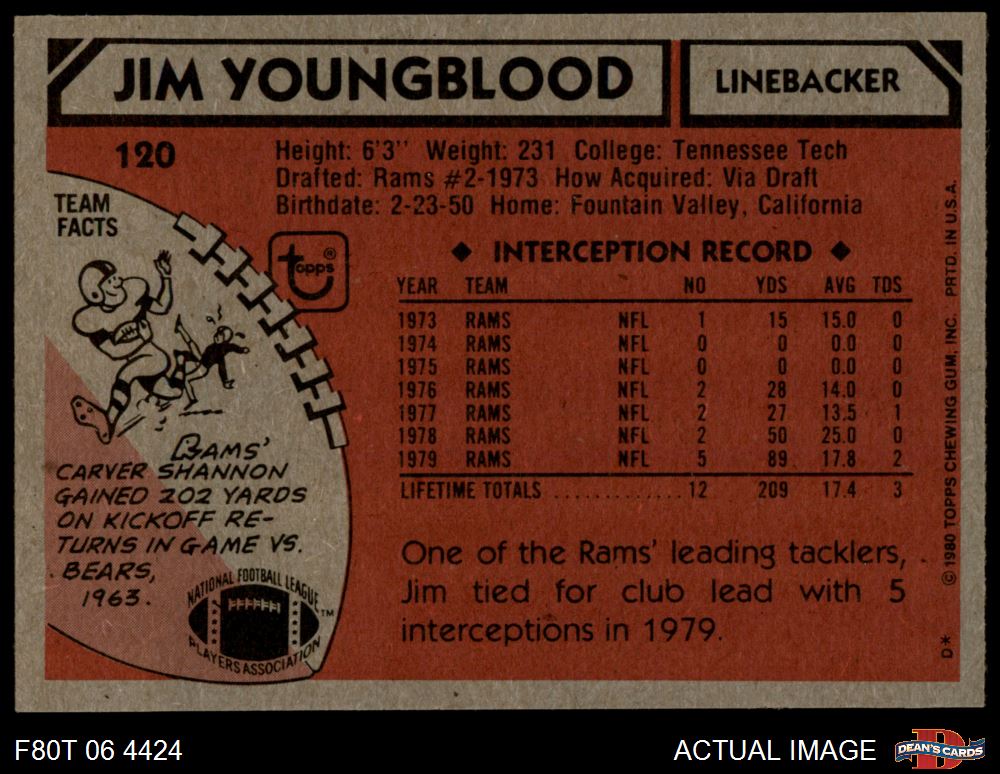 JIM YOUNGBLOOD LINEBACKER
120
Height: 6'3" Weight: 231 College: Tennessee Tech
Drafted: Rams #2-1973 How Acquired: Via Draft
Birthdate: 2-23-50 Home: Fountain Valley, California
TEAM
FACTS
topps®
◆ INTERCEPTION RECORD ◆
YEAR TEAM NO YDS AVG TDS
1973 RAMS NFL 1 15 15.0 0
1974 RAMS NFL 0 0 0.0 0
1975 RAMS NFL 0 0 0.0 0
1976 RAMS NFL 2 28 14.0 0
1977 RAMS NFL 2 27 13.5 1
1978 RAMS NFL 2 50 25.0 0
1979 RAMS NFL 5 89 17.8 2
LIFETIME TOTALS .............. 12 209 17.4 3
RAMS'
CARVER SHANNON
GAINED 202 YARDS
ON KICKOFF RE-
TURNS IN GAME VS.
BEARS,
1963.
NATIONAL FOOTBALL LEAGUE™
PLAYERS ASSOCIATION
One of the Rams' leading tacklers,
Jim tied for club lead with 5
interceptions in 1979.
D* © 1980 TOPPS CHEWING GUM, INC. PRTD. IN U.S.A.
F80T 06 4424 ACTUAL IMAGE
D
DEAN'S CARDS